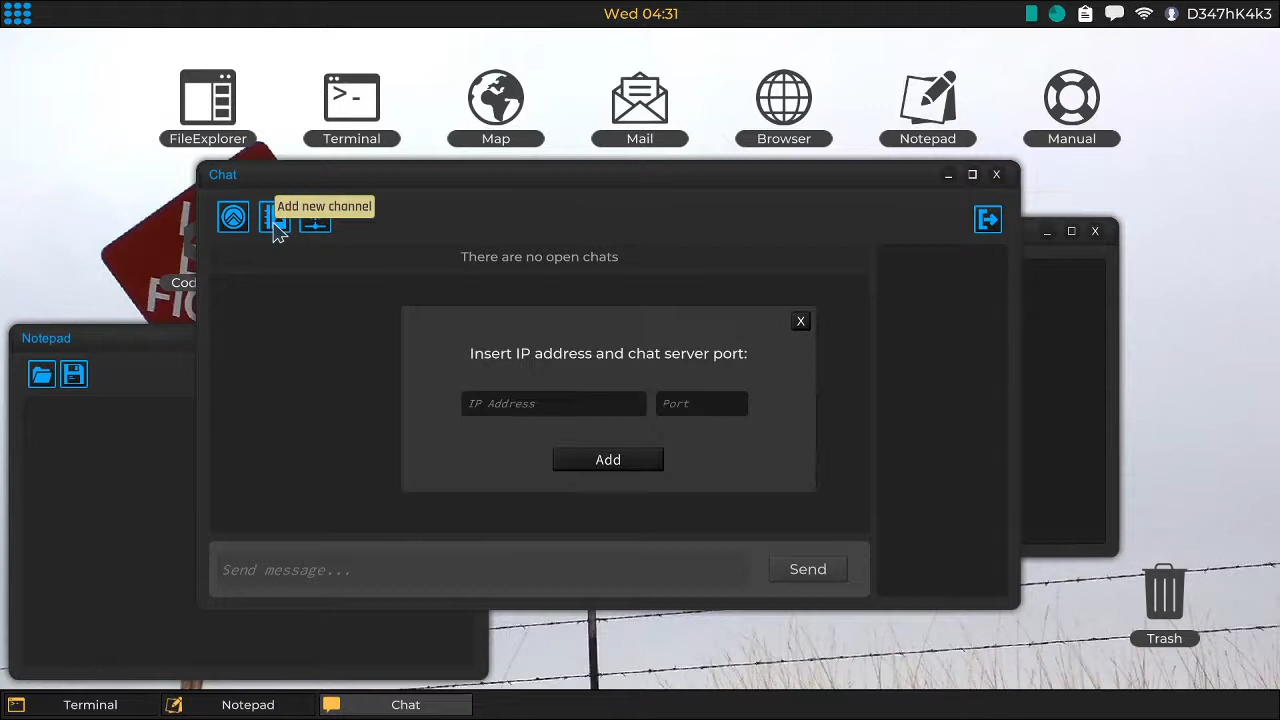 Wed 04:31
D347hK4k3
FileExplorer
Terminal
Map
Mail
Browser
Notepad
Manual
Chat
Add new channel
There are no open chats
Notepad
Insert IP address and chat server port:
IP Address
Port
Add
Send message...
Send
Trash
Terminal
Notepad
Chat